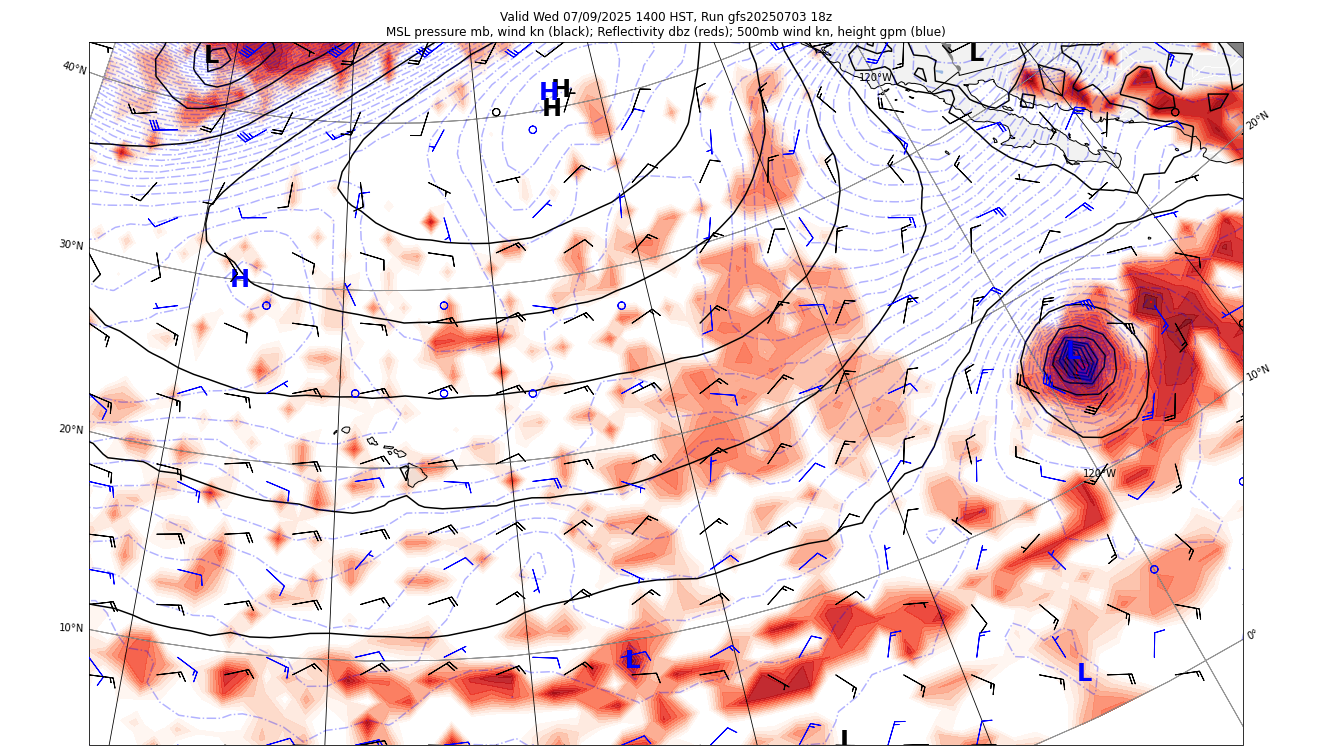 Valid Wed 07/09/2025 1400 HST, Run gfs20250703 18z
MSL pressure mb, wind kn (black); Reflectivity dbz (reds); 500mb wind kn, height gpm (blue)
L
L
40°N
120°W
H
H
H
20°N
30°N
H
L
10°N
20°N
120°W
10°N
0°
L
L
L